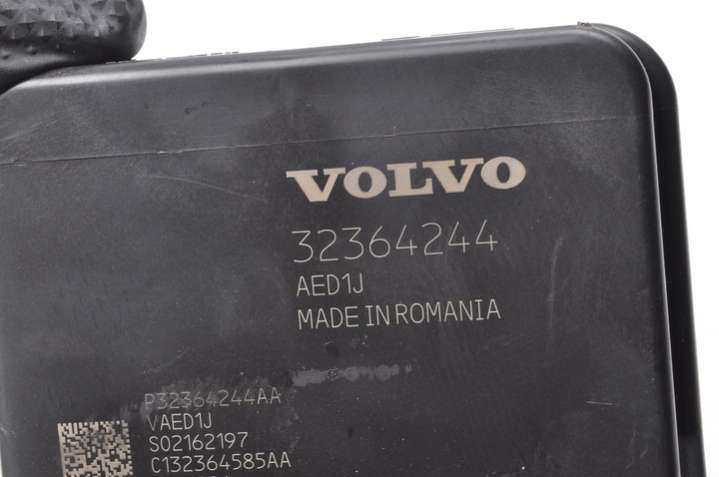 VOLVO
32364244
AED1J
MADE IN ROMANIA
P32364244AA
VAED1J
S02162197
C132364585AA